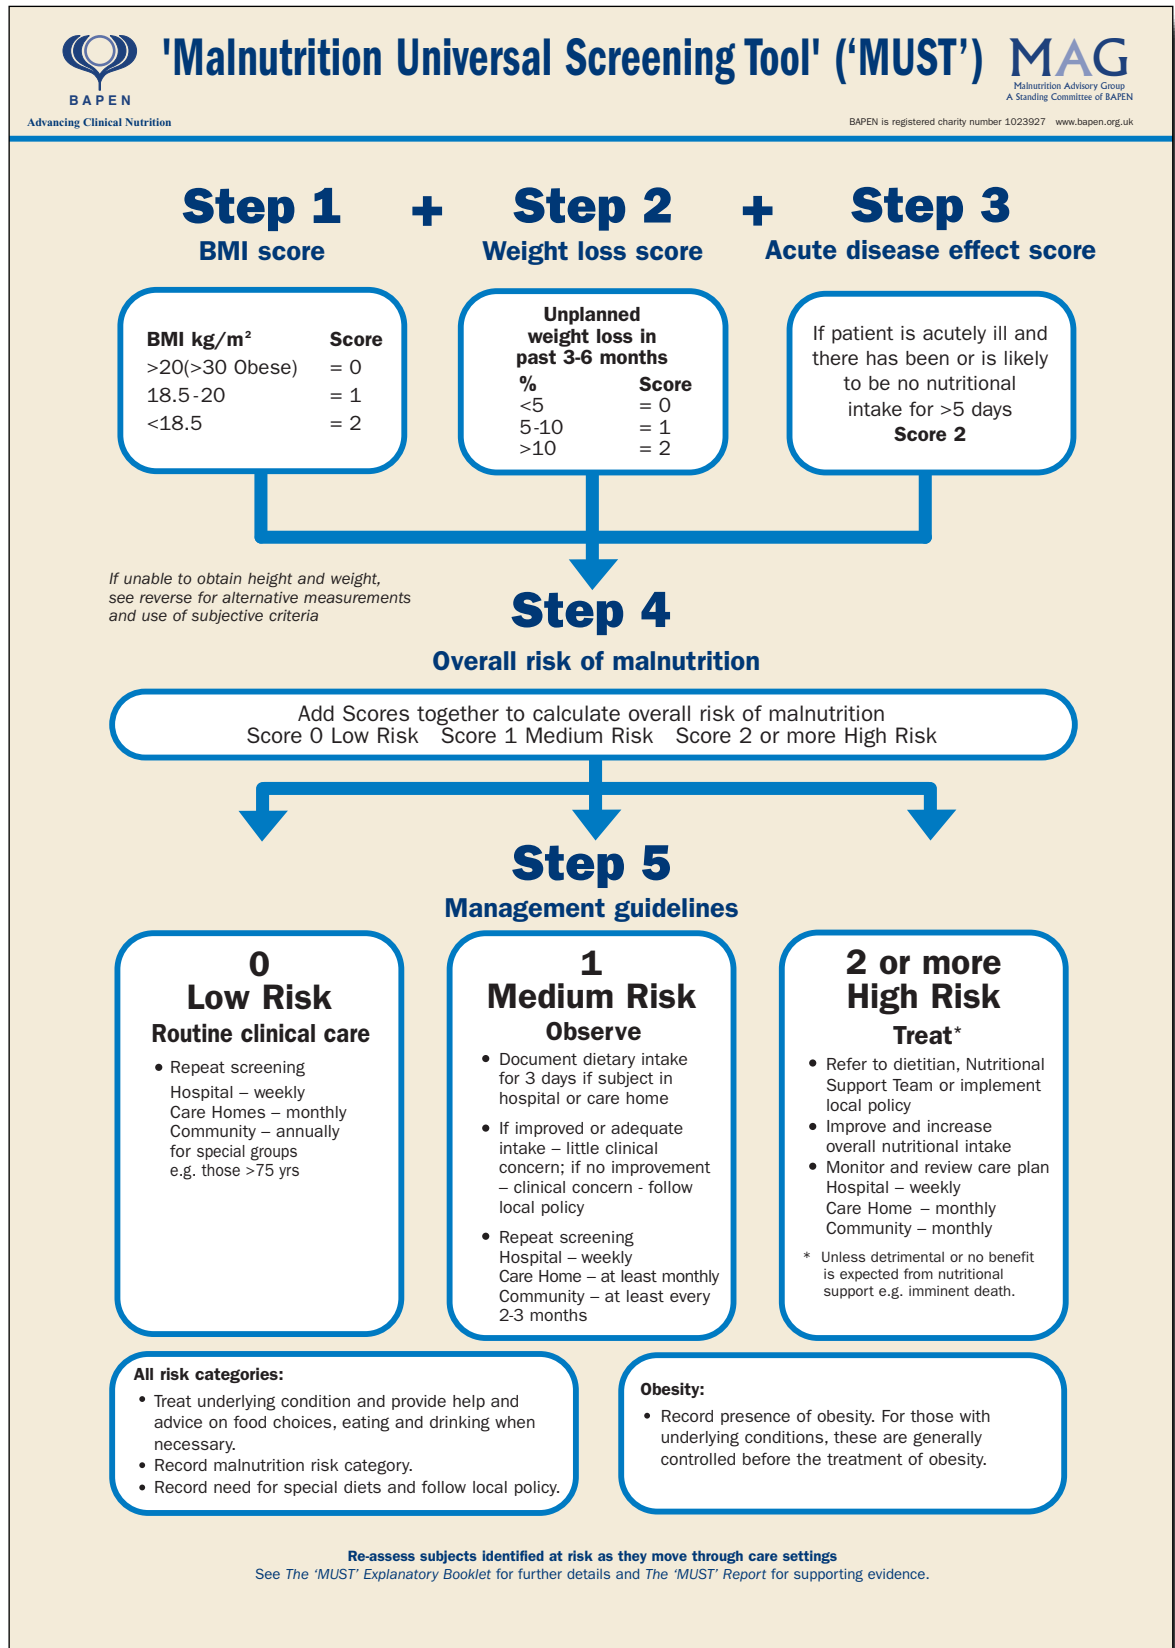 BAPEN
Advancing Clinical Nutrition
'Malnutrition Universal Screening Tool' (‘MUST’)
MAG
Malnutrition Advisory Group
A Standing Committee of BAPEN
BAPEN is registered charity number 1023927 www.bapen.org.uk
Step 1 + Step 2 + Step 3
BMI score
Weight loss score
Acute disease effect score
BMI kg/m² Score
>20(>30 Obese) = 0
18.5-20 = 1
<18.5 = 2
Unplanned
weight loss in
past 3-6 months
% Score
<5 = 0
5-10 = 1
>10 = 2
If patient is acutely ill and
there has been or is likely
to be no nutritional
intake for >5 days
Score 2
If unable to obtain height and weight,
see reverse for alternative measurements
and use of subjective criteria
Step 4
Overall risk of malnutrition
Add Scores together to calculate overall risk of malnutrition
Score 0 Low Risk Score 1 Medium Risk Score 2 or more High Risk
Step 5
Management guidelines
0
Low Risk
Routine clinical care
• Repeat screening
Hospital – weekly
Care Homes – monthly
Community – annually
for special groups
e.g. those >75 yrs
1
Medium Risk
Observe
• Document dietary intake
for 3 days if subject in
hospital or care home
• If improved or adequate
intake – little clinical
concern; if no improvement
– clinical concern - follow
local policy
• Repeat screening
Hospital – weekly
Care Home – at least monthly
Community – at least every
2-3 months
2 or more
High Risk
Treat*
• Refer to dietitian, Nutritional
Support Team or implement
local policy
• Improve and increase
overall nutritional intake
• Monitor and review care plan
Hospital – weekly
Care Home – monthly
Community – monthly
* Unless detrimental or no benefit
is expected from nutritional
support e.g. imminent death.
All risk categories:
• Treat underlying condition and provide help and
advice on food choices, eating and drinking when
necessary.
• Record malnutrition risk category.
• Record need for special diets and follow local policy.
Obesity:
• Record presence of obesity. For those with
underlying conditions, these are generally
controlled before the treatment of obesity.
Re-assess subjects identified at risk as they move through care settings
See The ‘MUST’ Explanatory Booklet for further details and The ‘MUST’ Report for supporting evidence.